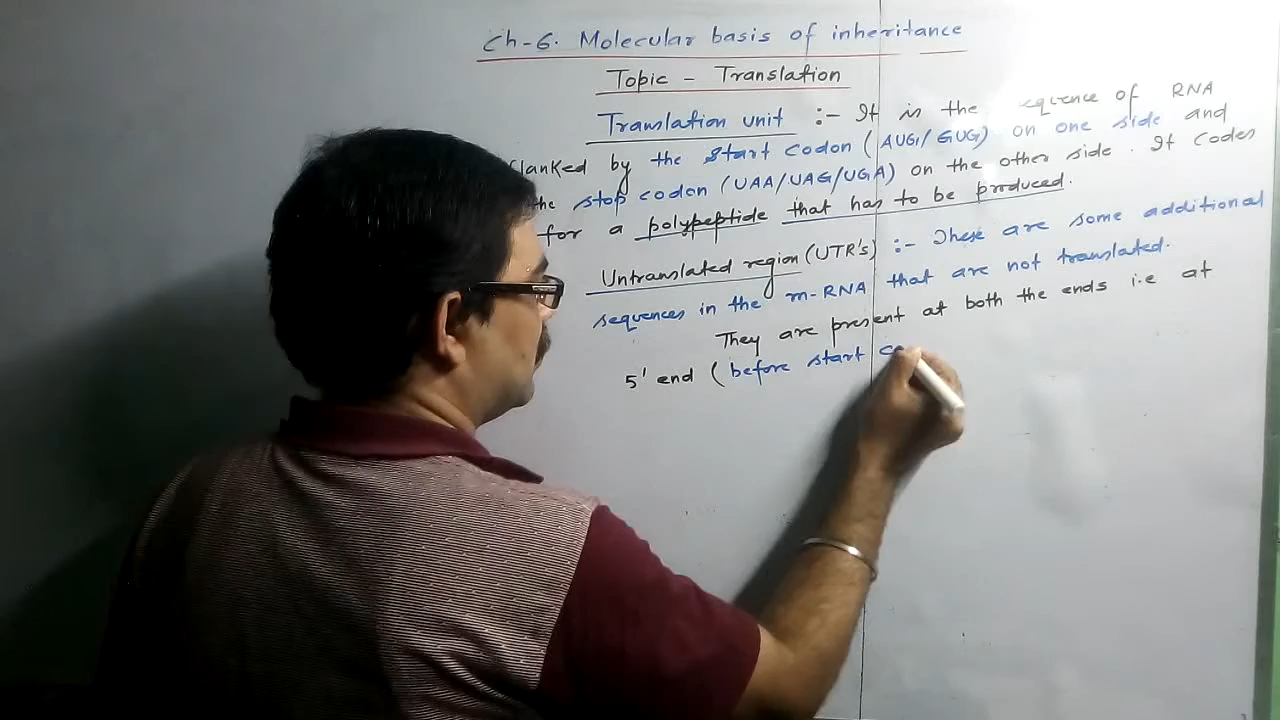 Ch-6. Molecular basis of inheritance
Topic - Translation
Translation unit :- It is the sequence of RNA
flanked by the start codon (AUG/GUG) on one side and
the stop codon (UAA/UAG/UGA) on the other side. It codes
for a polypeptide that has to be produced.
Untranslated region (UTR's) :- These are some additional
sequences in the m-RNA that are not translated.
They are present at both the ends i.e at
5' end (before start co